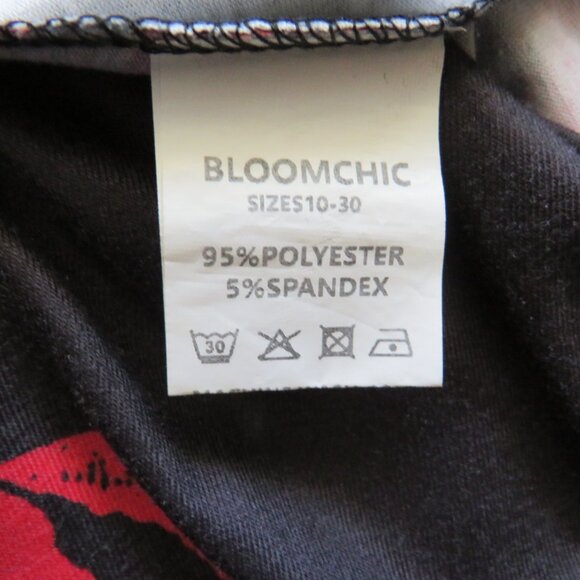 BLOOMCHIC
SIZES10-30
95%POLYESTER
5%SPANDEX
30